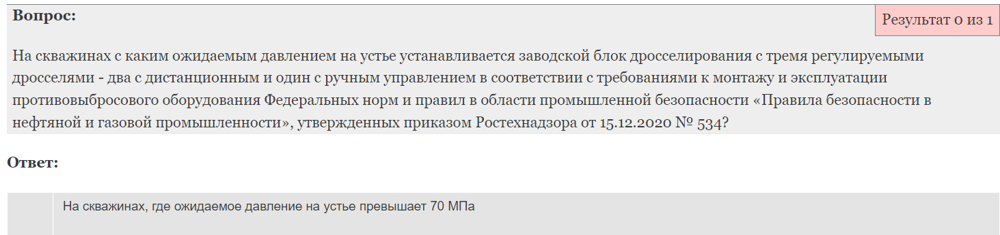 Вопрос:
Результат 0 из 1
На скважинах с каким ожидаемым давлением на устье устанавливается заводской блок дросселирования с тремя регулируемыми
дросселями - два с дистанционным и один с ручным управлением в соответствии с требованиями к монтажу и эксплуатации
противовыбросового оборудования Федеральных норм и правил в области промышленной безопасности «Правила безопасности в
нефтяной и газовой промышленности», утвержденных приказом Ростехнадзора от 15.12.2020 № 534?
Ответ:
На скважинах, где ожидаемое давление на устье превышает 70 МПа